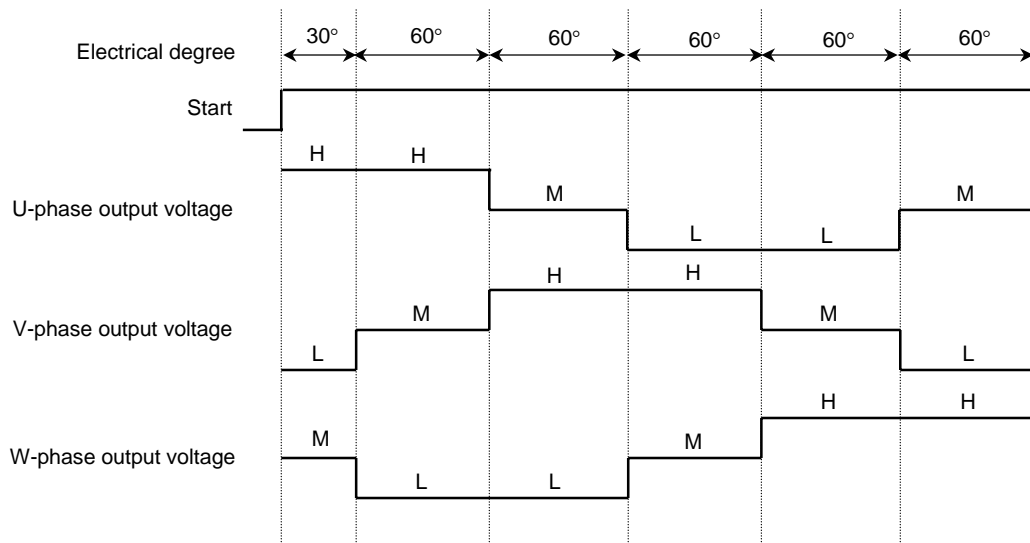 Electrical degree 30° 60° 60° 60° 60° 60°
Start
H H M L L M
U-phase output voltage
L M H H M L
V-phase output voltage
M L L M H H
W-phase output voltage